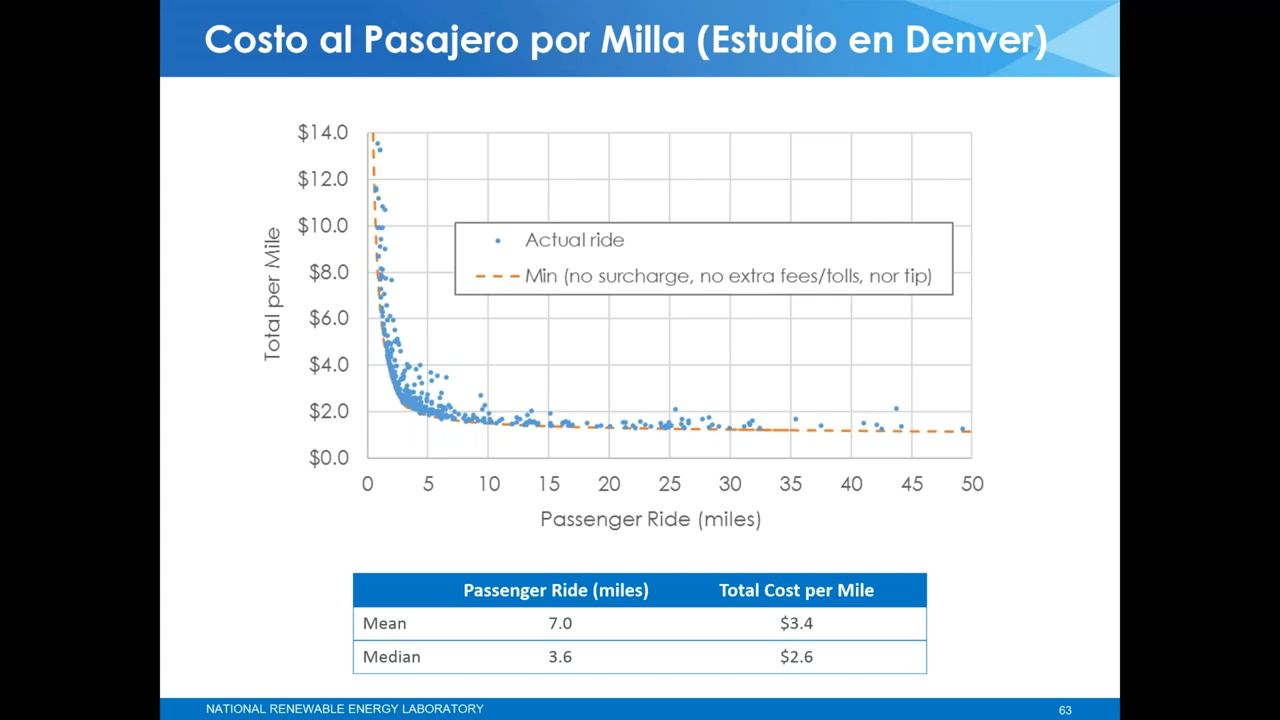 Costo al Pasajero por Milla (Estudio en Denver)
$14.0
$12.0
$10.0
$8.0
$6.0
$4.0
$2.0
$0.0
Total per Mile
Actual ride
Min (no surcharge, no extra fees/tolls, nor tip)
0 5 10 15 20 25 30 35 40 45 50
Passenger Ride (miles)
Passenger Ride (miles) Total Cost per Mile
Mean 7.0 $3.4
Median 3.6 $2.6
NATIONAL RENEWABLE ENERGY LABORATORY 63